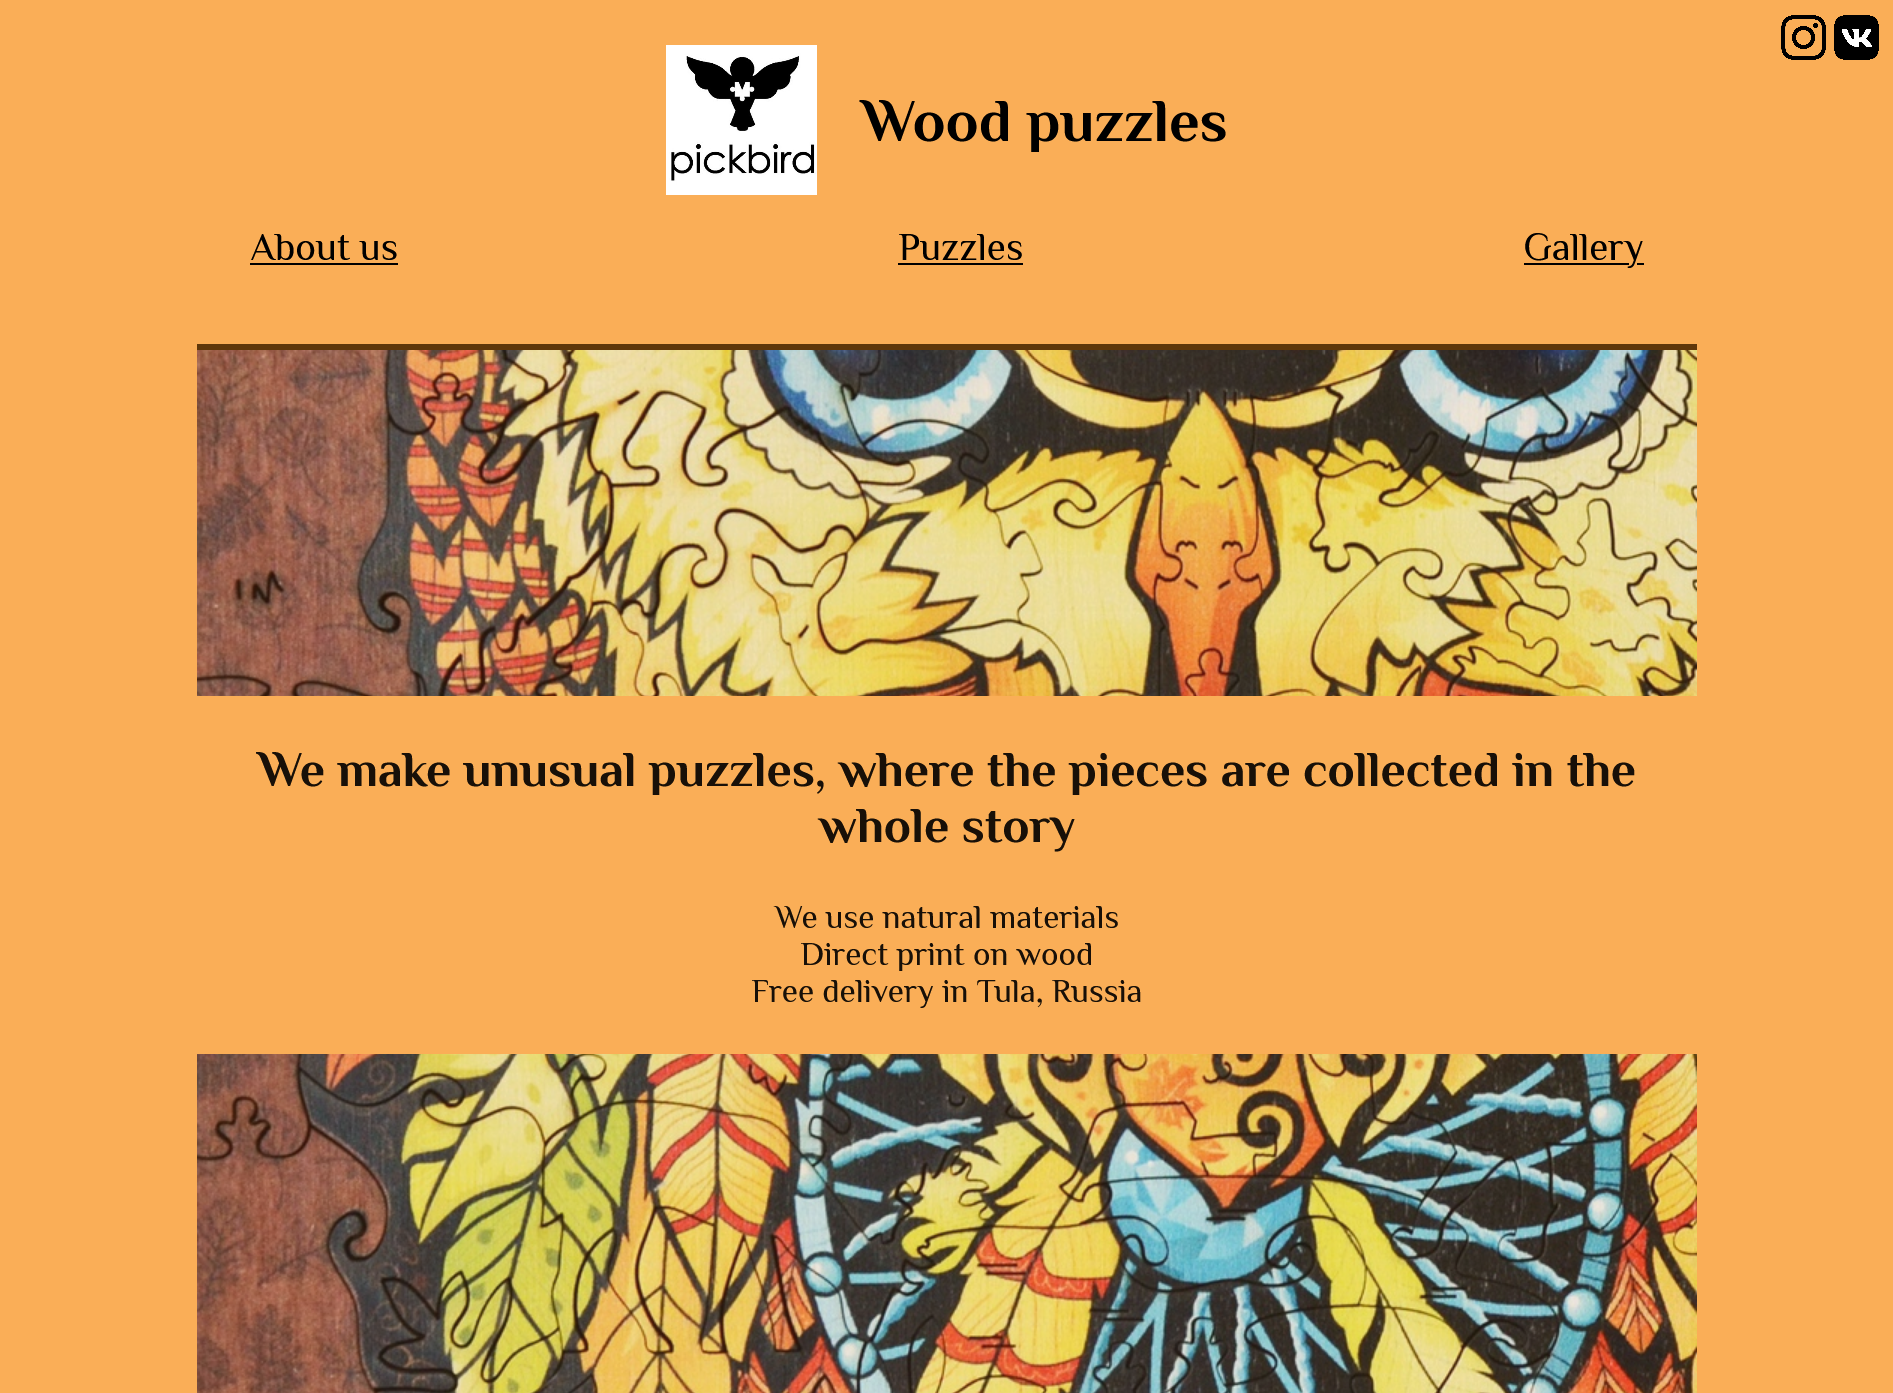 pickbird
Wood puzzles
About us
Puzzles
Gallery
We make unusual puzzles, where the pieces are collected in the
whole story
We use natural materials
Direct print on wood
Free delivery in Tula, Russia